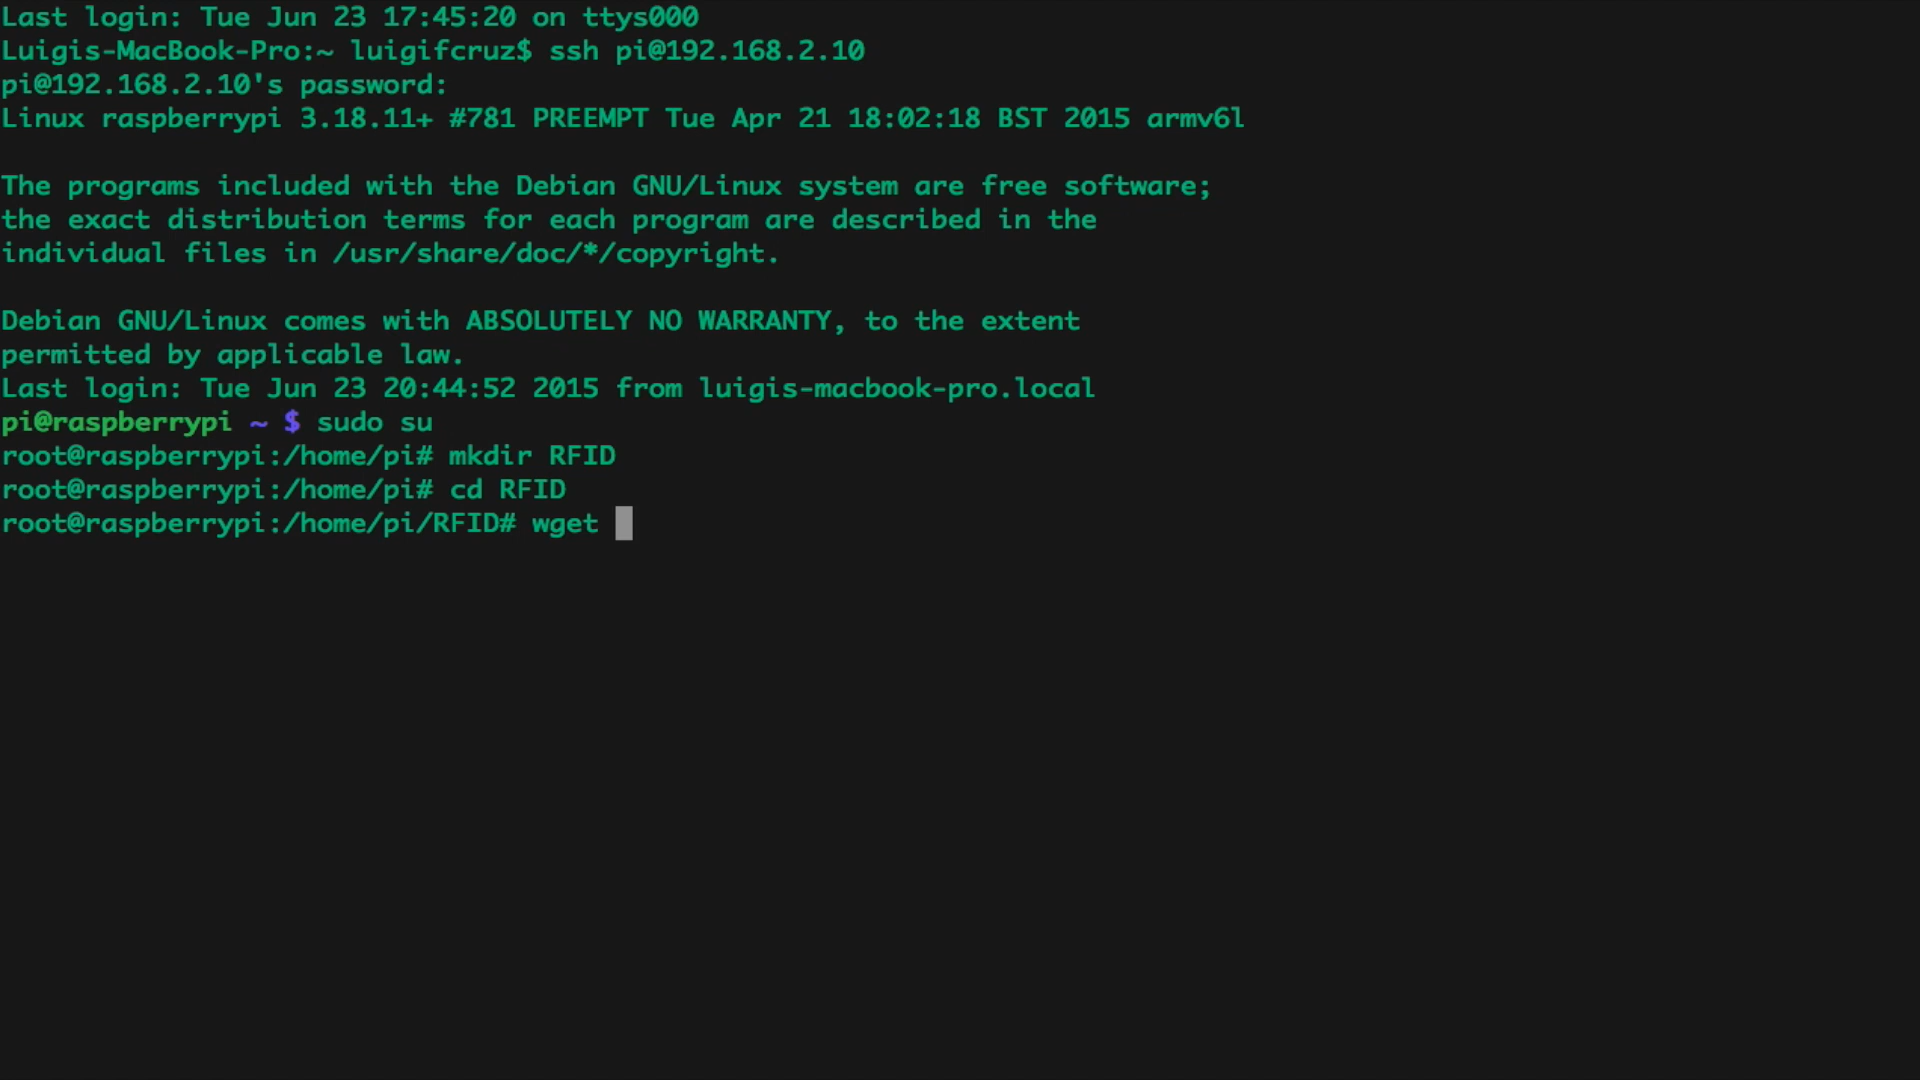 Last login: Tue Jun 23 17:45:20 on ttys000
Luigis-MacBook-Pro:~ luigifcruz$ ssh pi@192.168.2.10
pi@192.168.2.10's password:
Linux raspberrypi 3.18.11+ #781 PREEMPT Tue Apr 21 18:02:18 BST 2015 armv6l
The programs included with the Debian GNU/Linux system are free software;
the exact distribution terms for each program are described in the
individual files in /usr/share/doc/*/copyright.
Debian GNU/Linux comes with ABSOLUTELY NO WARRANTY, to the extent
permitted by applicable law.
Last login: Tue Jun 23 20:44:52 2015 from luigis-macbook-pro.local
pi@raspberrypi ~ $ sudo su
root@raspberrypi:/home/pi# mkdir RFID
root@raspberrypi:/home/pi# cd RFID
root@raspberrypi:/home/pi/RFID# wget